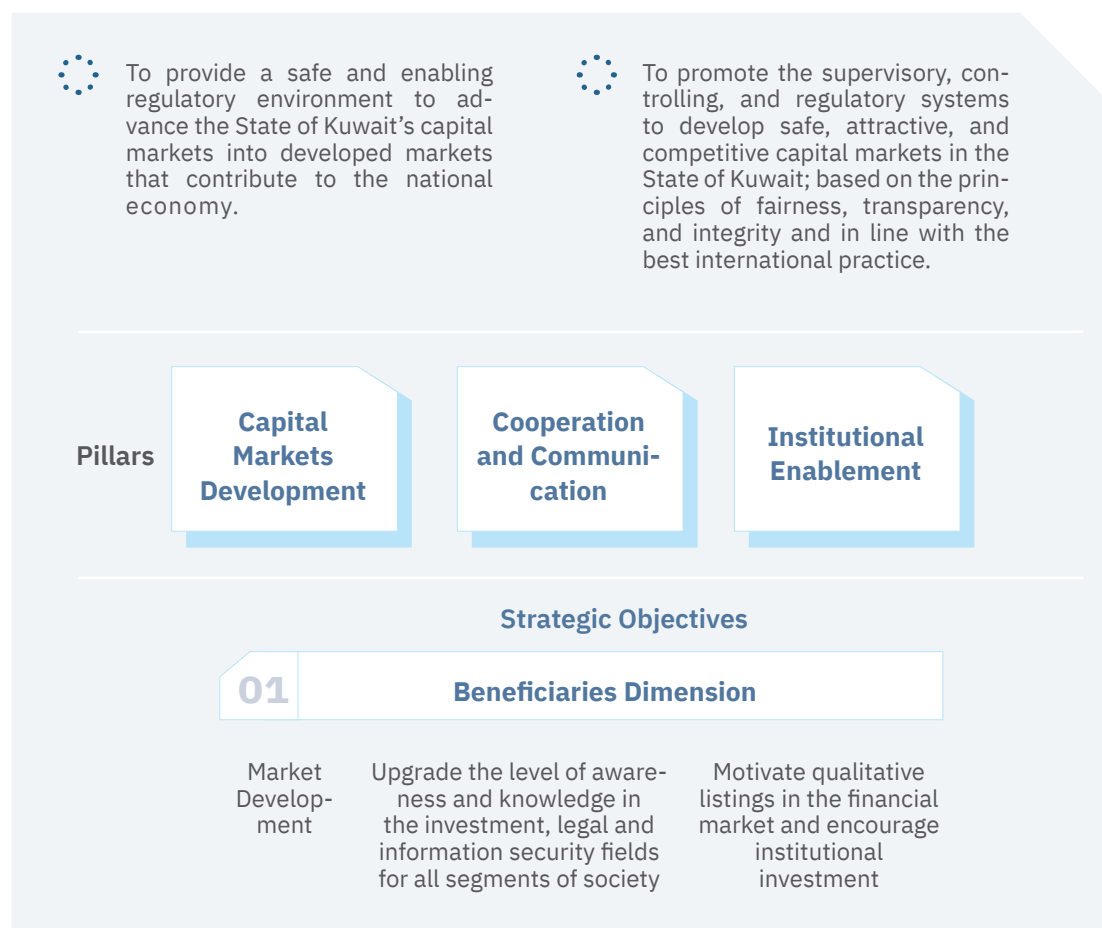 To provide a safe and enabling
regulatory environment to ad-
vance the State of Kuwait’s capital
markets into developed markets
that contribute to the national
economy.
To promote the supervisory, con-
trolling, and regulatory systems
to develop safe, attractive, and
competitive capital markets in the
State of Kuwait; based on the prin-
ciples of fairness, transparency,
and integrity and in line with the
best international practice.
Pillars
Capital
Markets
Development
Cooperation
and Communi-
cation
Institutional
Enablement
Strategic Objectives
01
Beneficiaries Dimension
Market
Develop-
ment
Upgrade the level of aware-
ness and knowledge in
the investment, legal and
information security fields
for all segments of society
Motivate qualitative
listings in the financial
market and encourage
institutional
investment